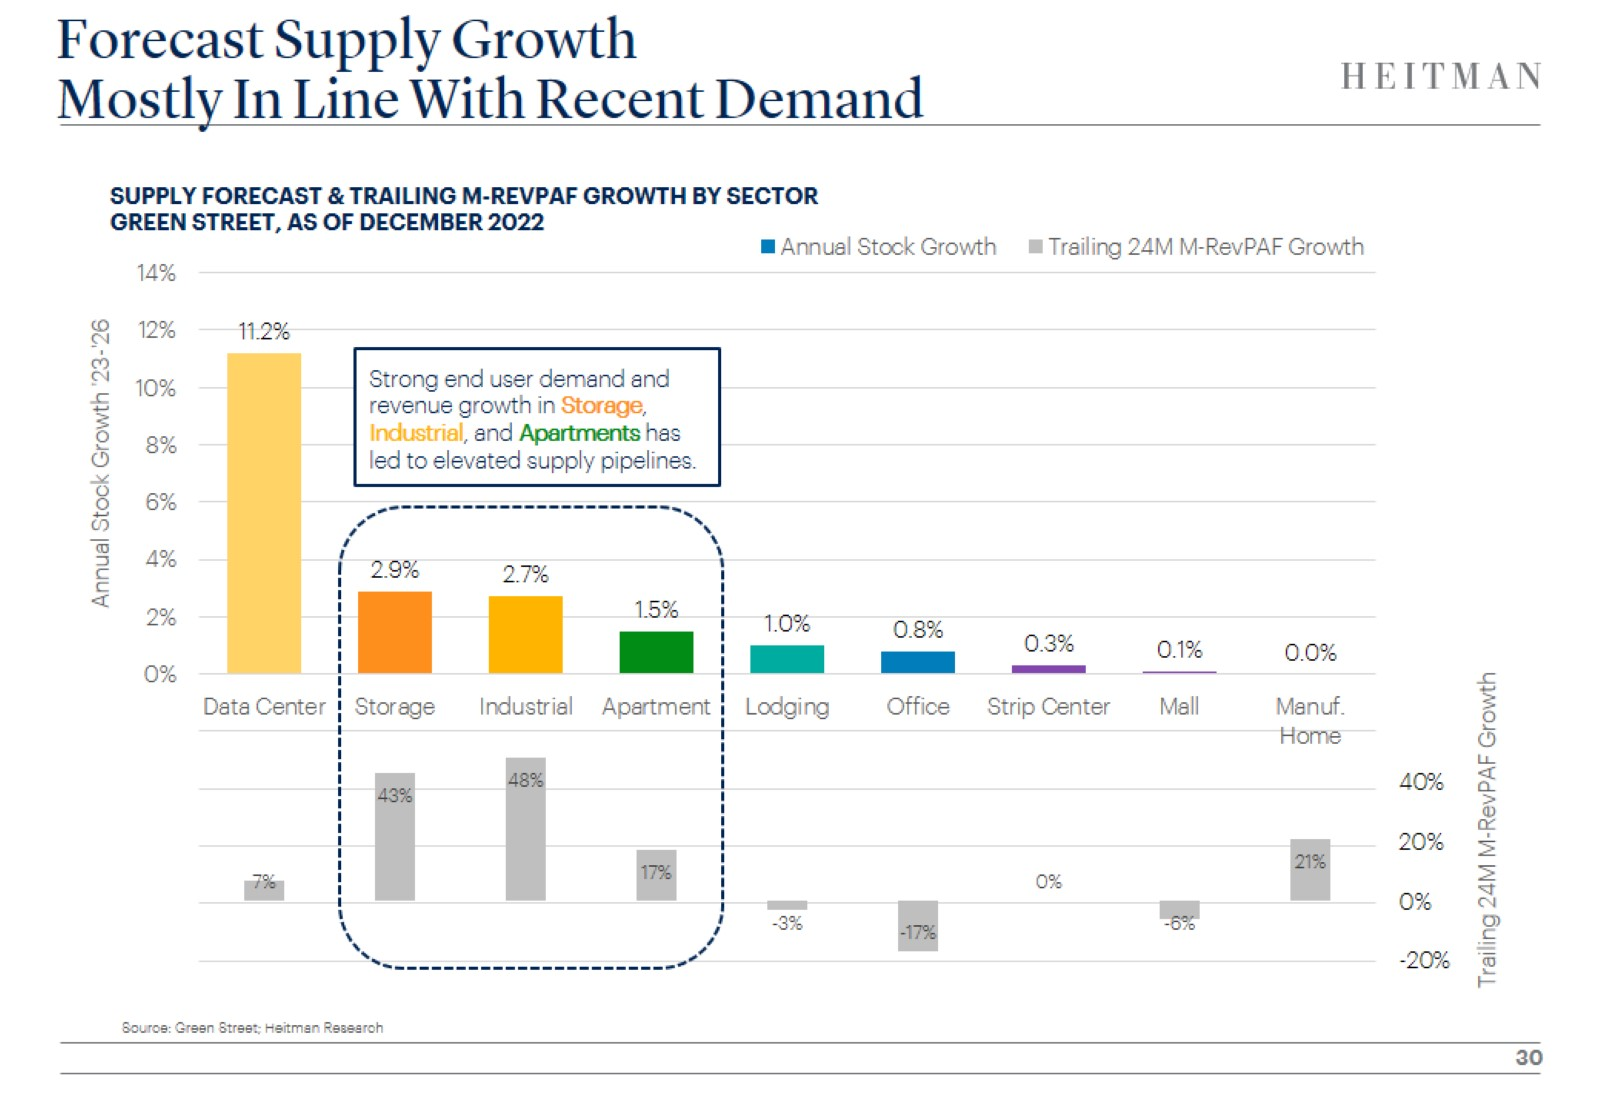 Forecast Supply Growth
Mostly In Line With Recent Demand
HEITMAN
SUPPLY FORECAST & TRAILING M-REVPAF GROWTH BY SECTOR
GREEN STREET, AS OF DECEMBER 2022
Annual Stock Growth
Trailing 24M M-RevPAF Growth
Annual Stock Growth '23-'26
14%
12%
10%
8%
6%
4%
2%
0%
11.2%
Strong end user demand and
revenue growth in Storage,
Industrial, and Apartments has
led to elevated supply pipelines.
2.9%
2.7%
1.5%
1.0%
0.8%
0.3%
0.1%
0.0%
Data Center
Storage
Industrial
Apartment
Lodging
Office
Strip Center
Mall
Manuf.
Home
7%
43%
48%
17%
-3%
-17%
0%
-6%
21%
40%
20%
0%
-20%
Trailing 24M M-RevPAF Growth
Source: Green Street; Heitman Research
30